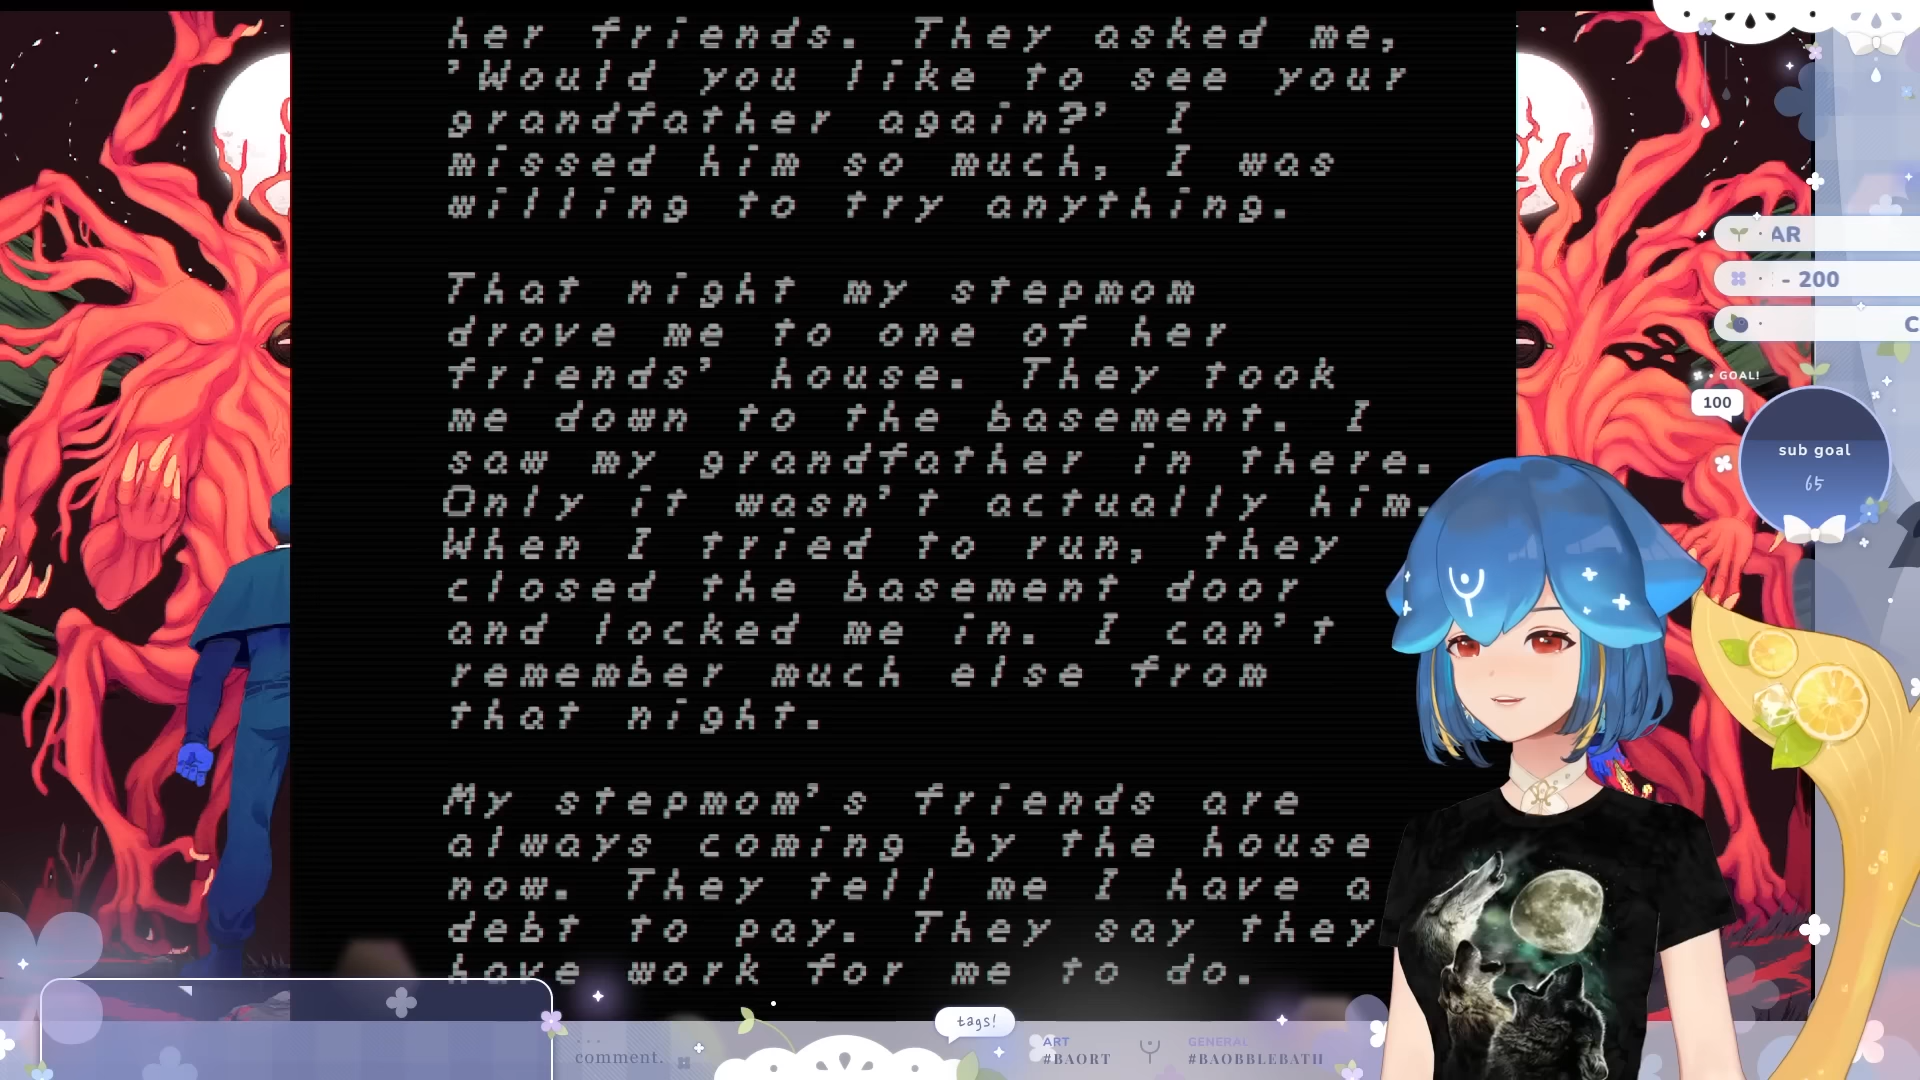 her friends. They asked me,
'Would you like to see your
grandfather again?' I
missed him so much, I was
willing to try anything.
That night my stepmom
drove me to one of her
friends' house. They took
me down to the basement. I
saw my grandfather in there.
Only it wasn't actually him.
When I tried to run, they
closed the basement door
and locked me in. I can't
remember much else from
that night.
My stepmom's friends are
always coming by the house
now. They tell me I have a
debt to pay. They say they
have work for me to do.
AR
- 200
C
• GOAL!
100
sub goal
65
tags!
comment.
ART
#BAORT
GENERAL
#BAOBBLEBATH